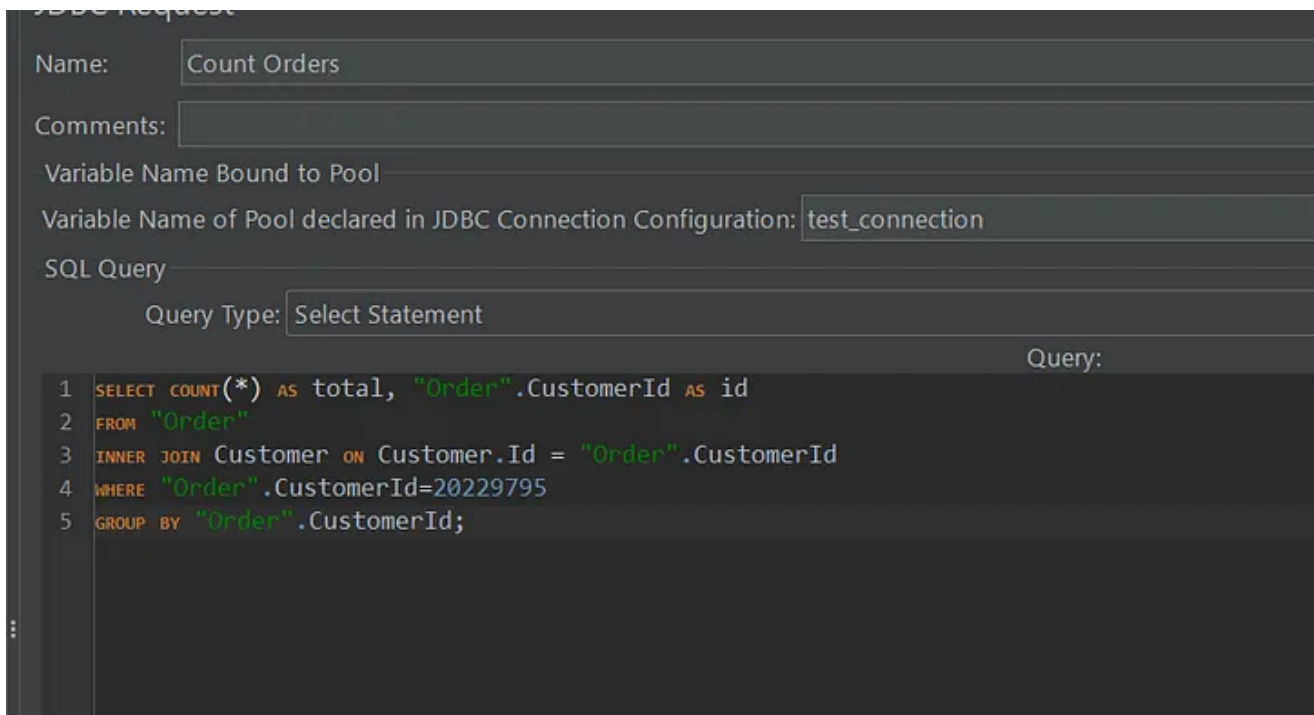 JDBC Request
Name: Count Orders
Comments:
Variable Name Bound to Pool
Variable Name of Pool declared in JDBC Connection Configuration: test_connection
SQL Query
Query Type: Select Statement
Query:
1 SELECT COUNT(*) AS total, "Order".CustomerId AS id
2 FROM "Order"
3 INNER JOIN Customer ON Customer.Id = "Order".CustomerId
4 WHERE "Order".CustomerId=20229795
5 GROUP BY "Order".CustomerId;